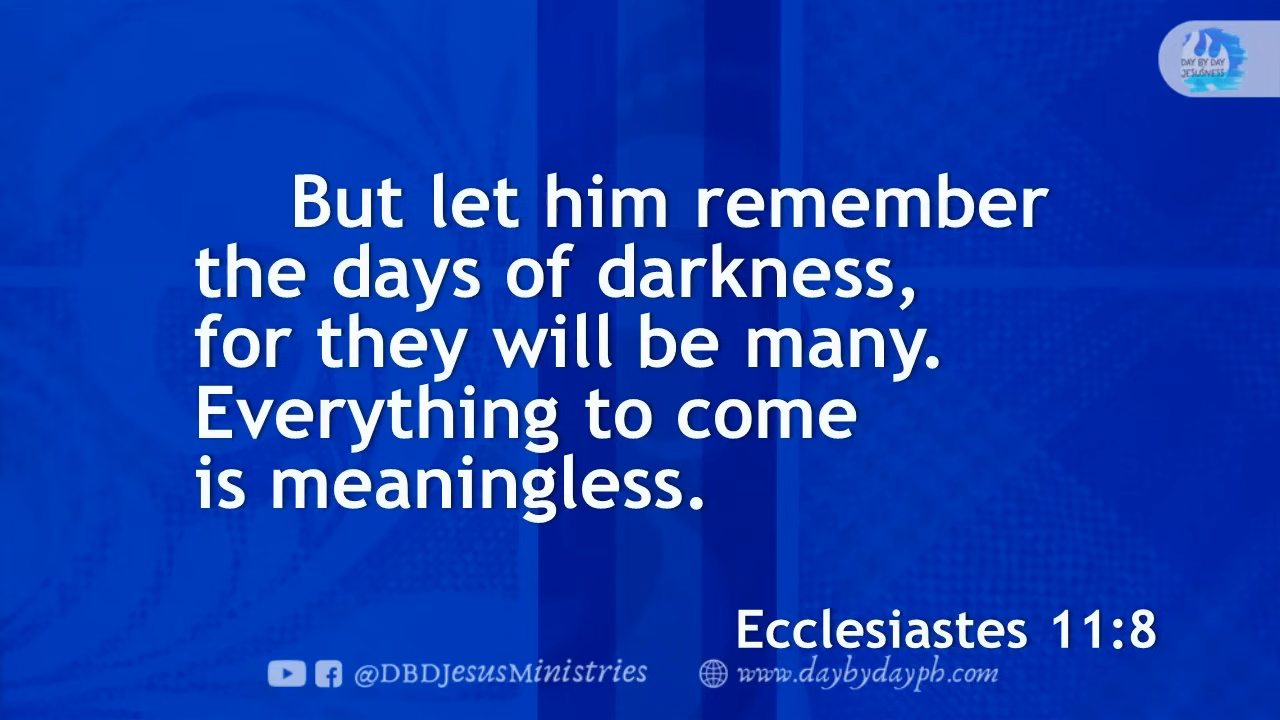 DAY BY DAY
JESUSNESS
But let him remember
the days of darkness,
for they will be many.
Everything to come
is meaningless.
Ecclesiastes 11:8
@DBDJesusMinistries
www.daybydayph.com